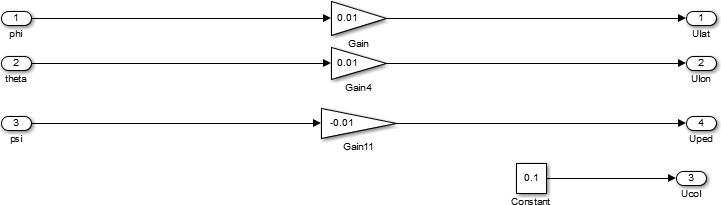 1 0.01 1
phi Gain Ulat
2 0.01 2
theta Gain4 Ulon
3 -0.01 4
psi Gain11 Uped
0.1 3
Constant Ucol